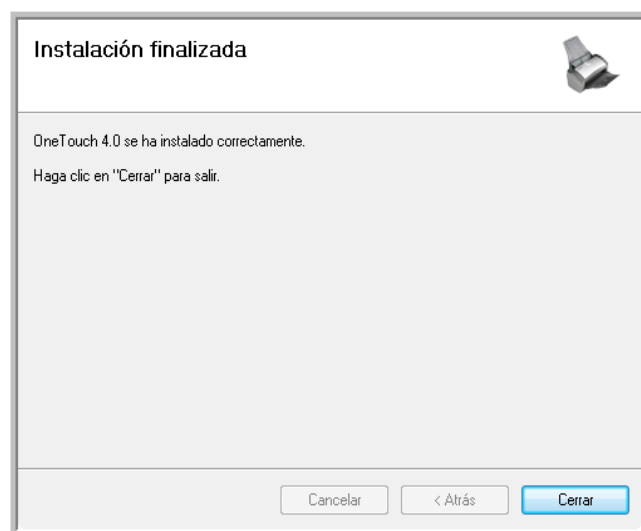 Instalación finalizada
OneTouch 4.0 se ha instalado correctamente.
Haga clic en "Cerrar" para salir.
Cancelar
< Atrás
Cerrar